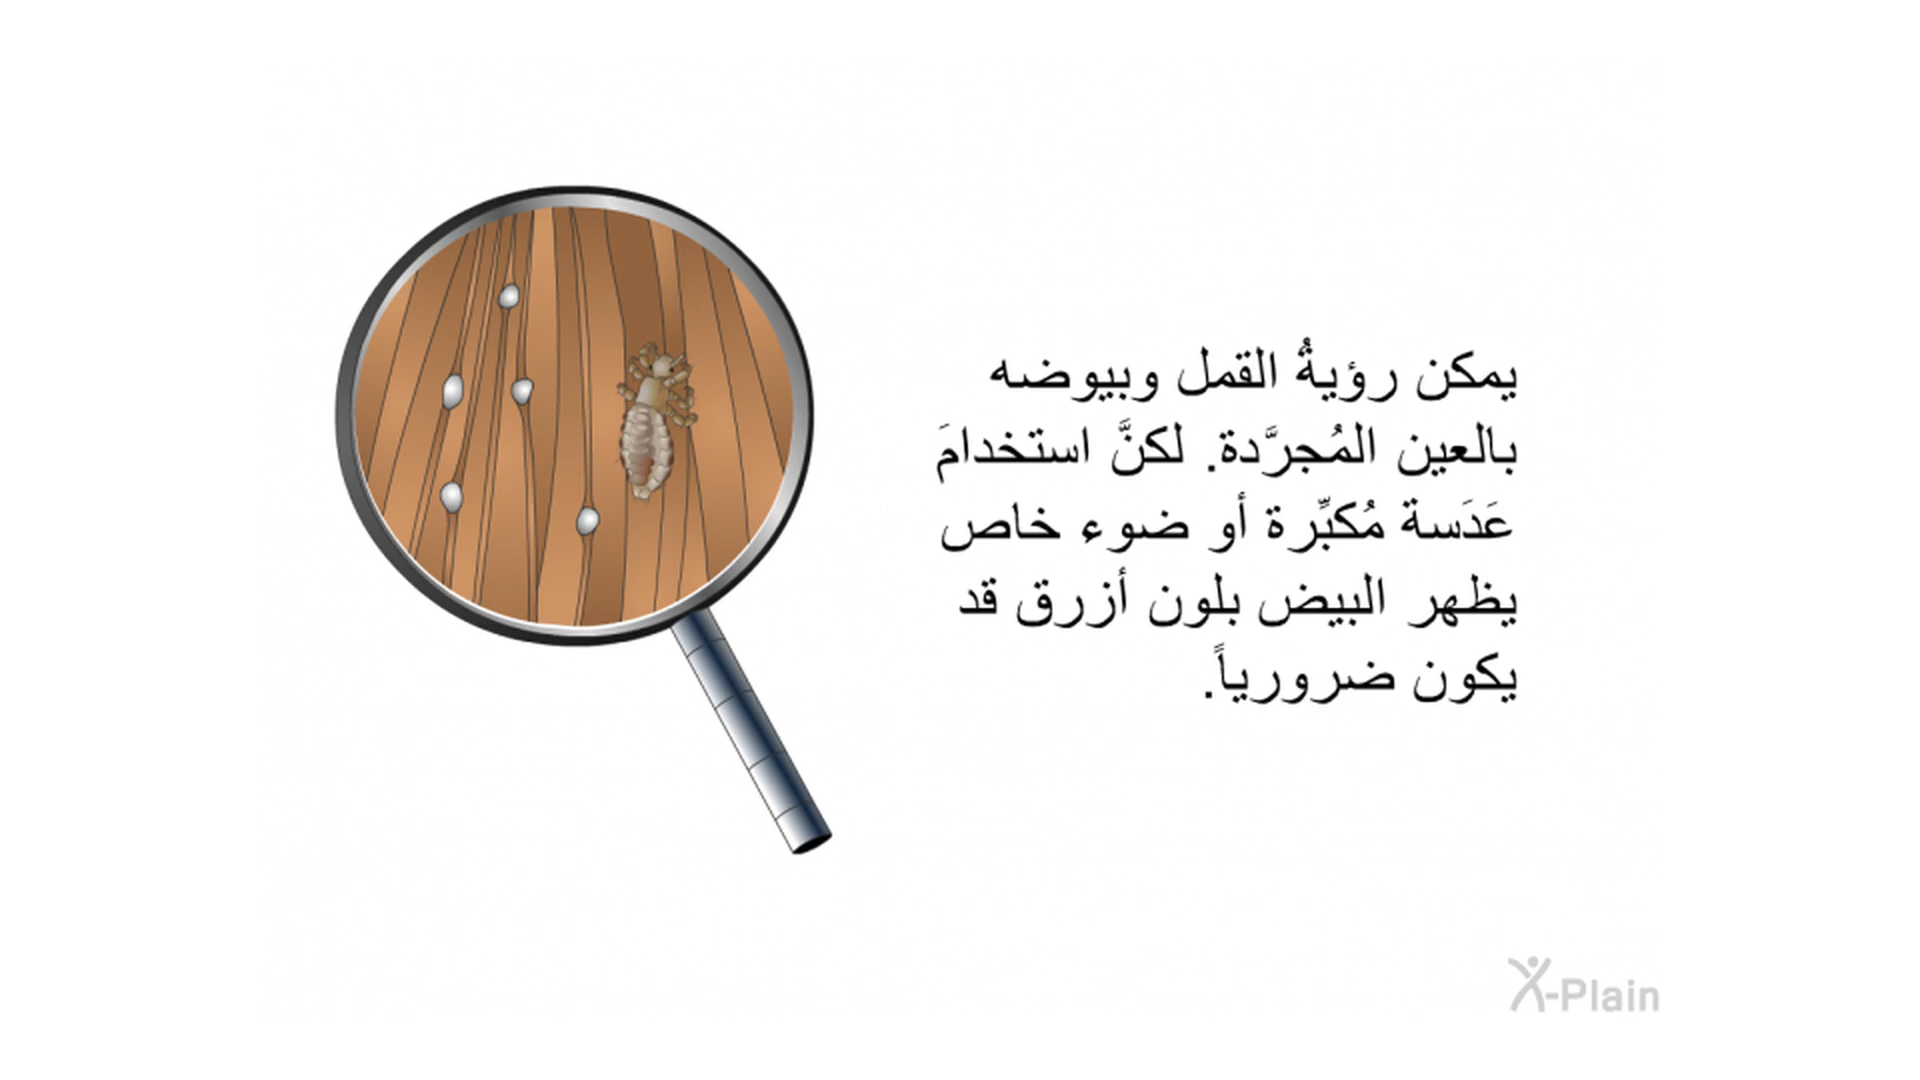 يمكن رؤيةُ القمل وبيوضه
بالعين المُجرَّدة. لكنَّ استخدامَ
عَدَسة مُكبِّرة أو ضوء خاص
يظهر البيض بلون أزرق قد
يكون ضرورياً.
X-Plain